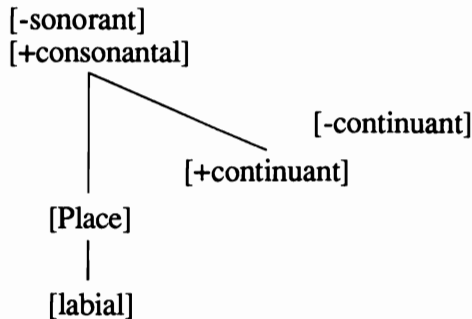 [-sonorant]
[+consonantal]
[-continuant]
[+continuant]
[Place]
[labial]